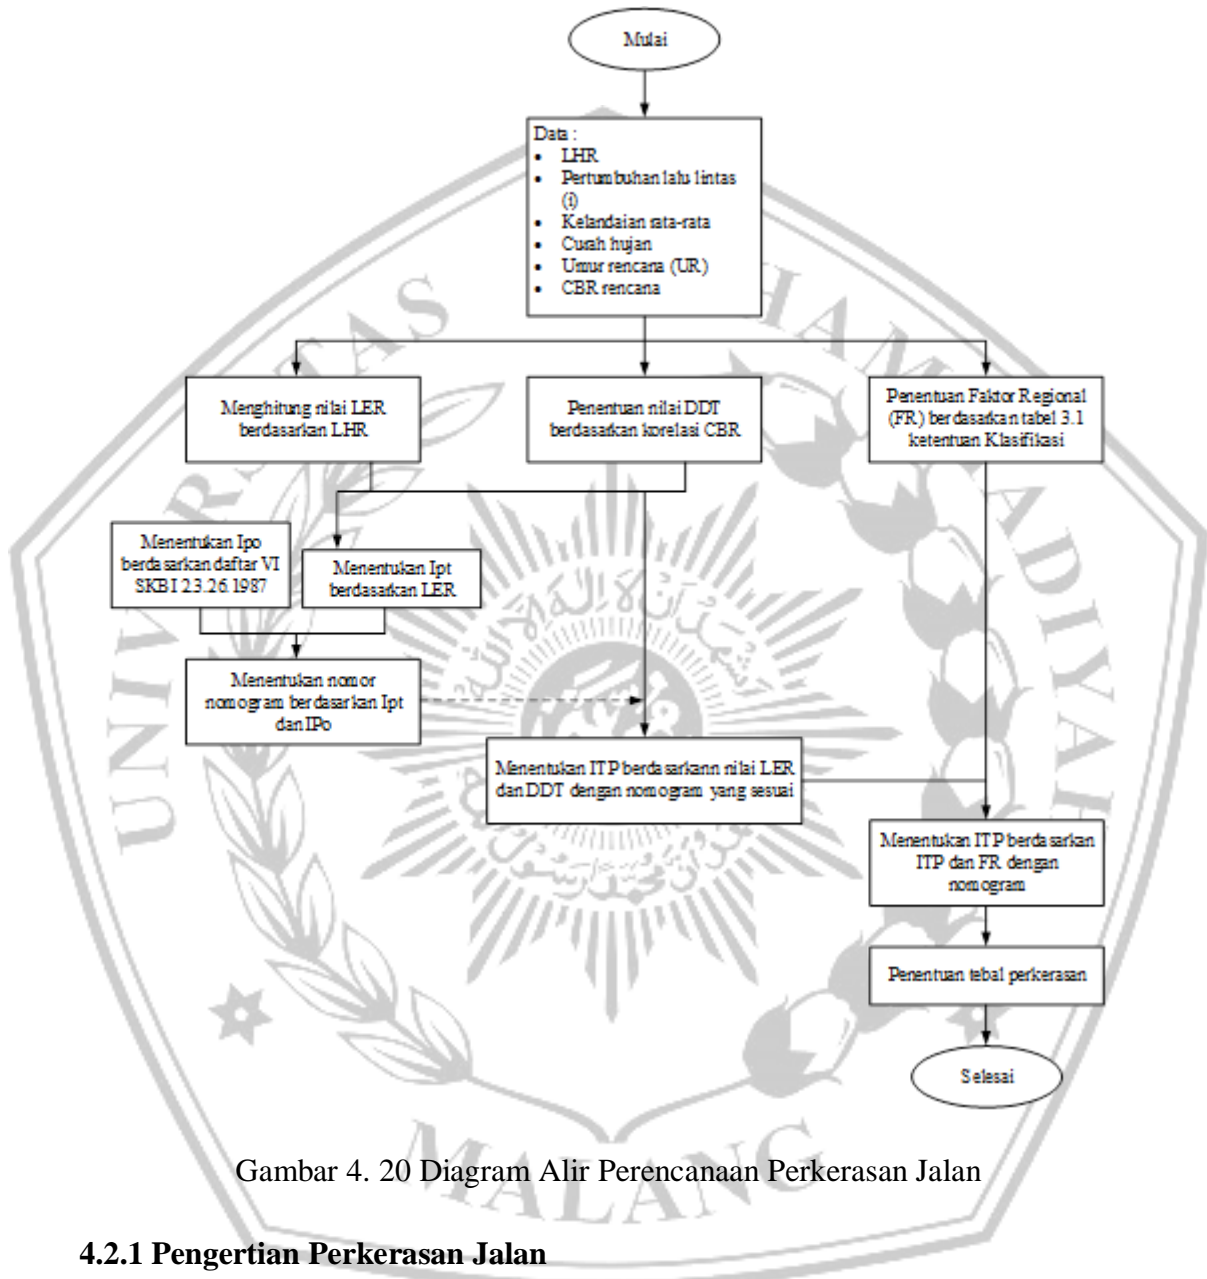 Mulai
Data :
• LHR
• Pertumbuhan lalu lintas
(i)
• Kelandaian rata-rata
• Curah hujan
• Umur rencana (UR)
• CBR rencana
Menghitung nilai LER
berdasarkan LHR
Penentuan nilai DDT
berdasarkan korelasi CBR
Penentuan Faktor Regional
(FR) berdasarkan tabel 3.1
ketentuan Klasifikasi
Menentukan Ipo
berdasarkan daftar VI
SKBI 2.3.26.1987
Menentukan Ipt
berdasarkan LER
Menentukan nomor
nomogram berdasarkan Ipt
dan IPo
Menentukan ITP berdasarkann nilai LER
dan DDT dengan nomogram yang sesuai
Menentukan ITP berdasarkan
ITP dan FR dengan
nomogram
Penentuan tebal perkerasan
Selesai
Gambar 4. 20 Diagram Alir Perencanaan Perkerasan Jalan
4.2.1 Pengertian Perkerasan Jalan
MALANG